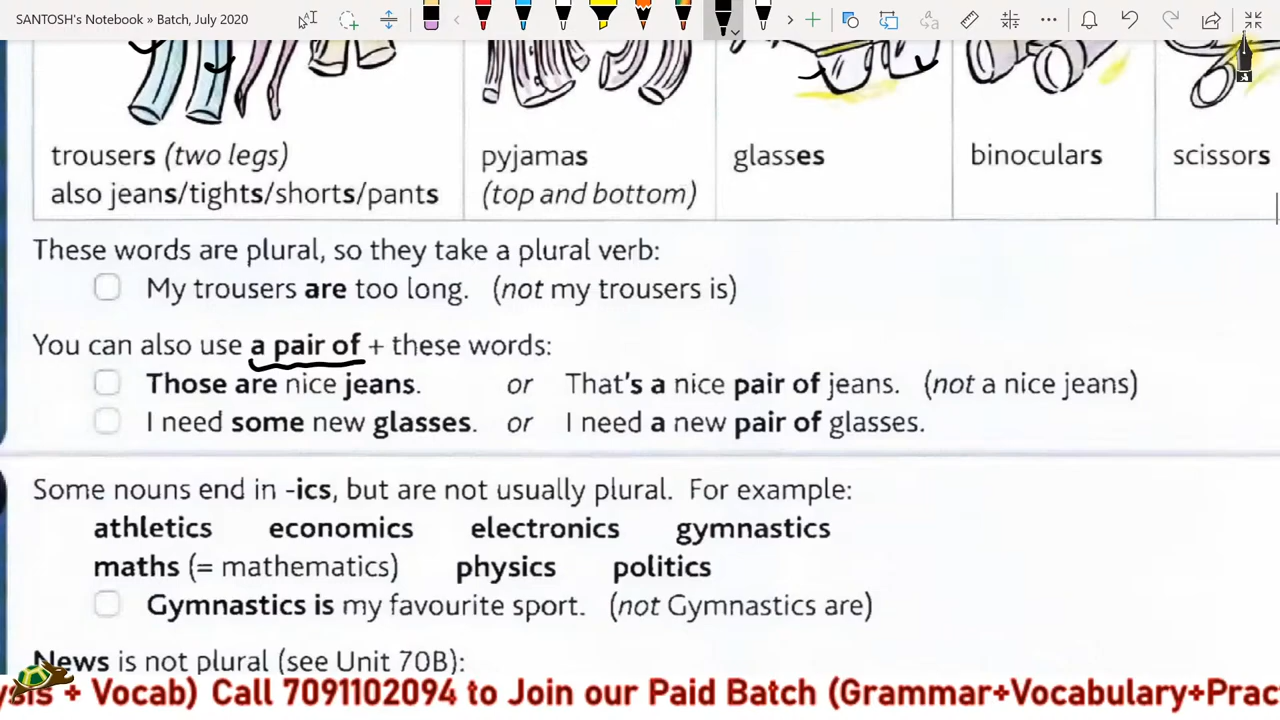 SANTOSH's Notebook » Batch, July 2020
trousers (two legs)
also jeans/tights/shorts/pants
pyjamas
(top and bottom)
glasses
binoculars
scissors
These words are plural, so they take a plural verb:
My trousers are too long. (not my trousers is)
You can also use a pair of + these words:
Those are nice jeans. or That's a nice pair of jeans. (not a nice jeans)
I need some new glasses. or I need a new pair of glasses.
Some nouns end in -ics, but are not usually plural. For example:
athletics economics electronics gymnastics
maths (= mathematics) physics politics
Gymnastics is my favourite sport. (not Gymnastics are)
News is not plural (see Unit 70B):
ysis + Vocab) Call 7091102094 to Join our Paid Batch (Grammar+Vocabulary+Prac